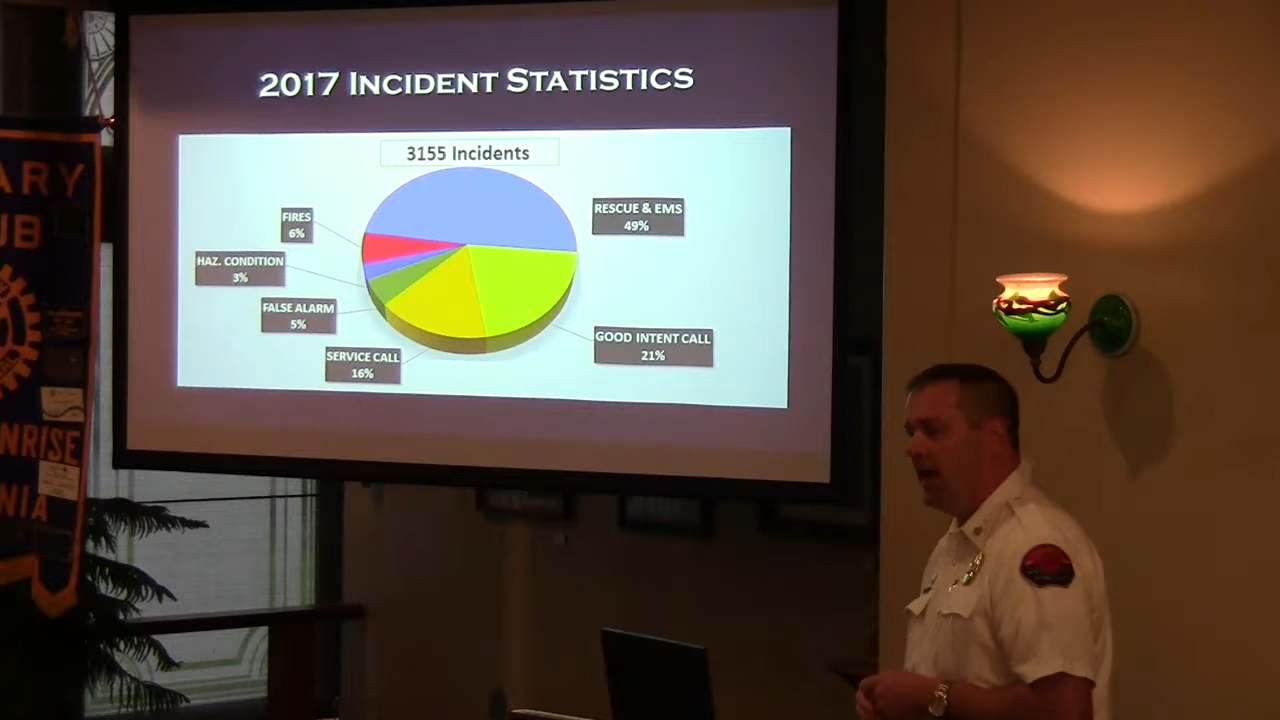 2017 INCIDENT STATISTICS
3155 Incidents
RESCUE & EMS
49%
FIRES
6%
HAZ. CONDITION
3%
FALSE ALARM
5%
SERVICE CALL
16%
GOOD INTENT CALL
21%
ARY
UB
NRISE
NIA